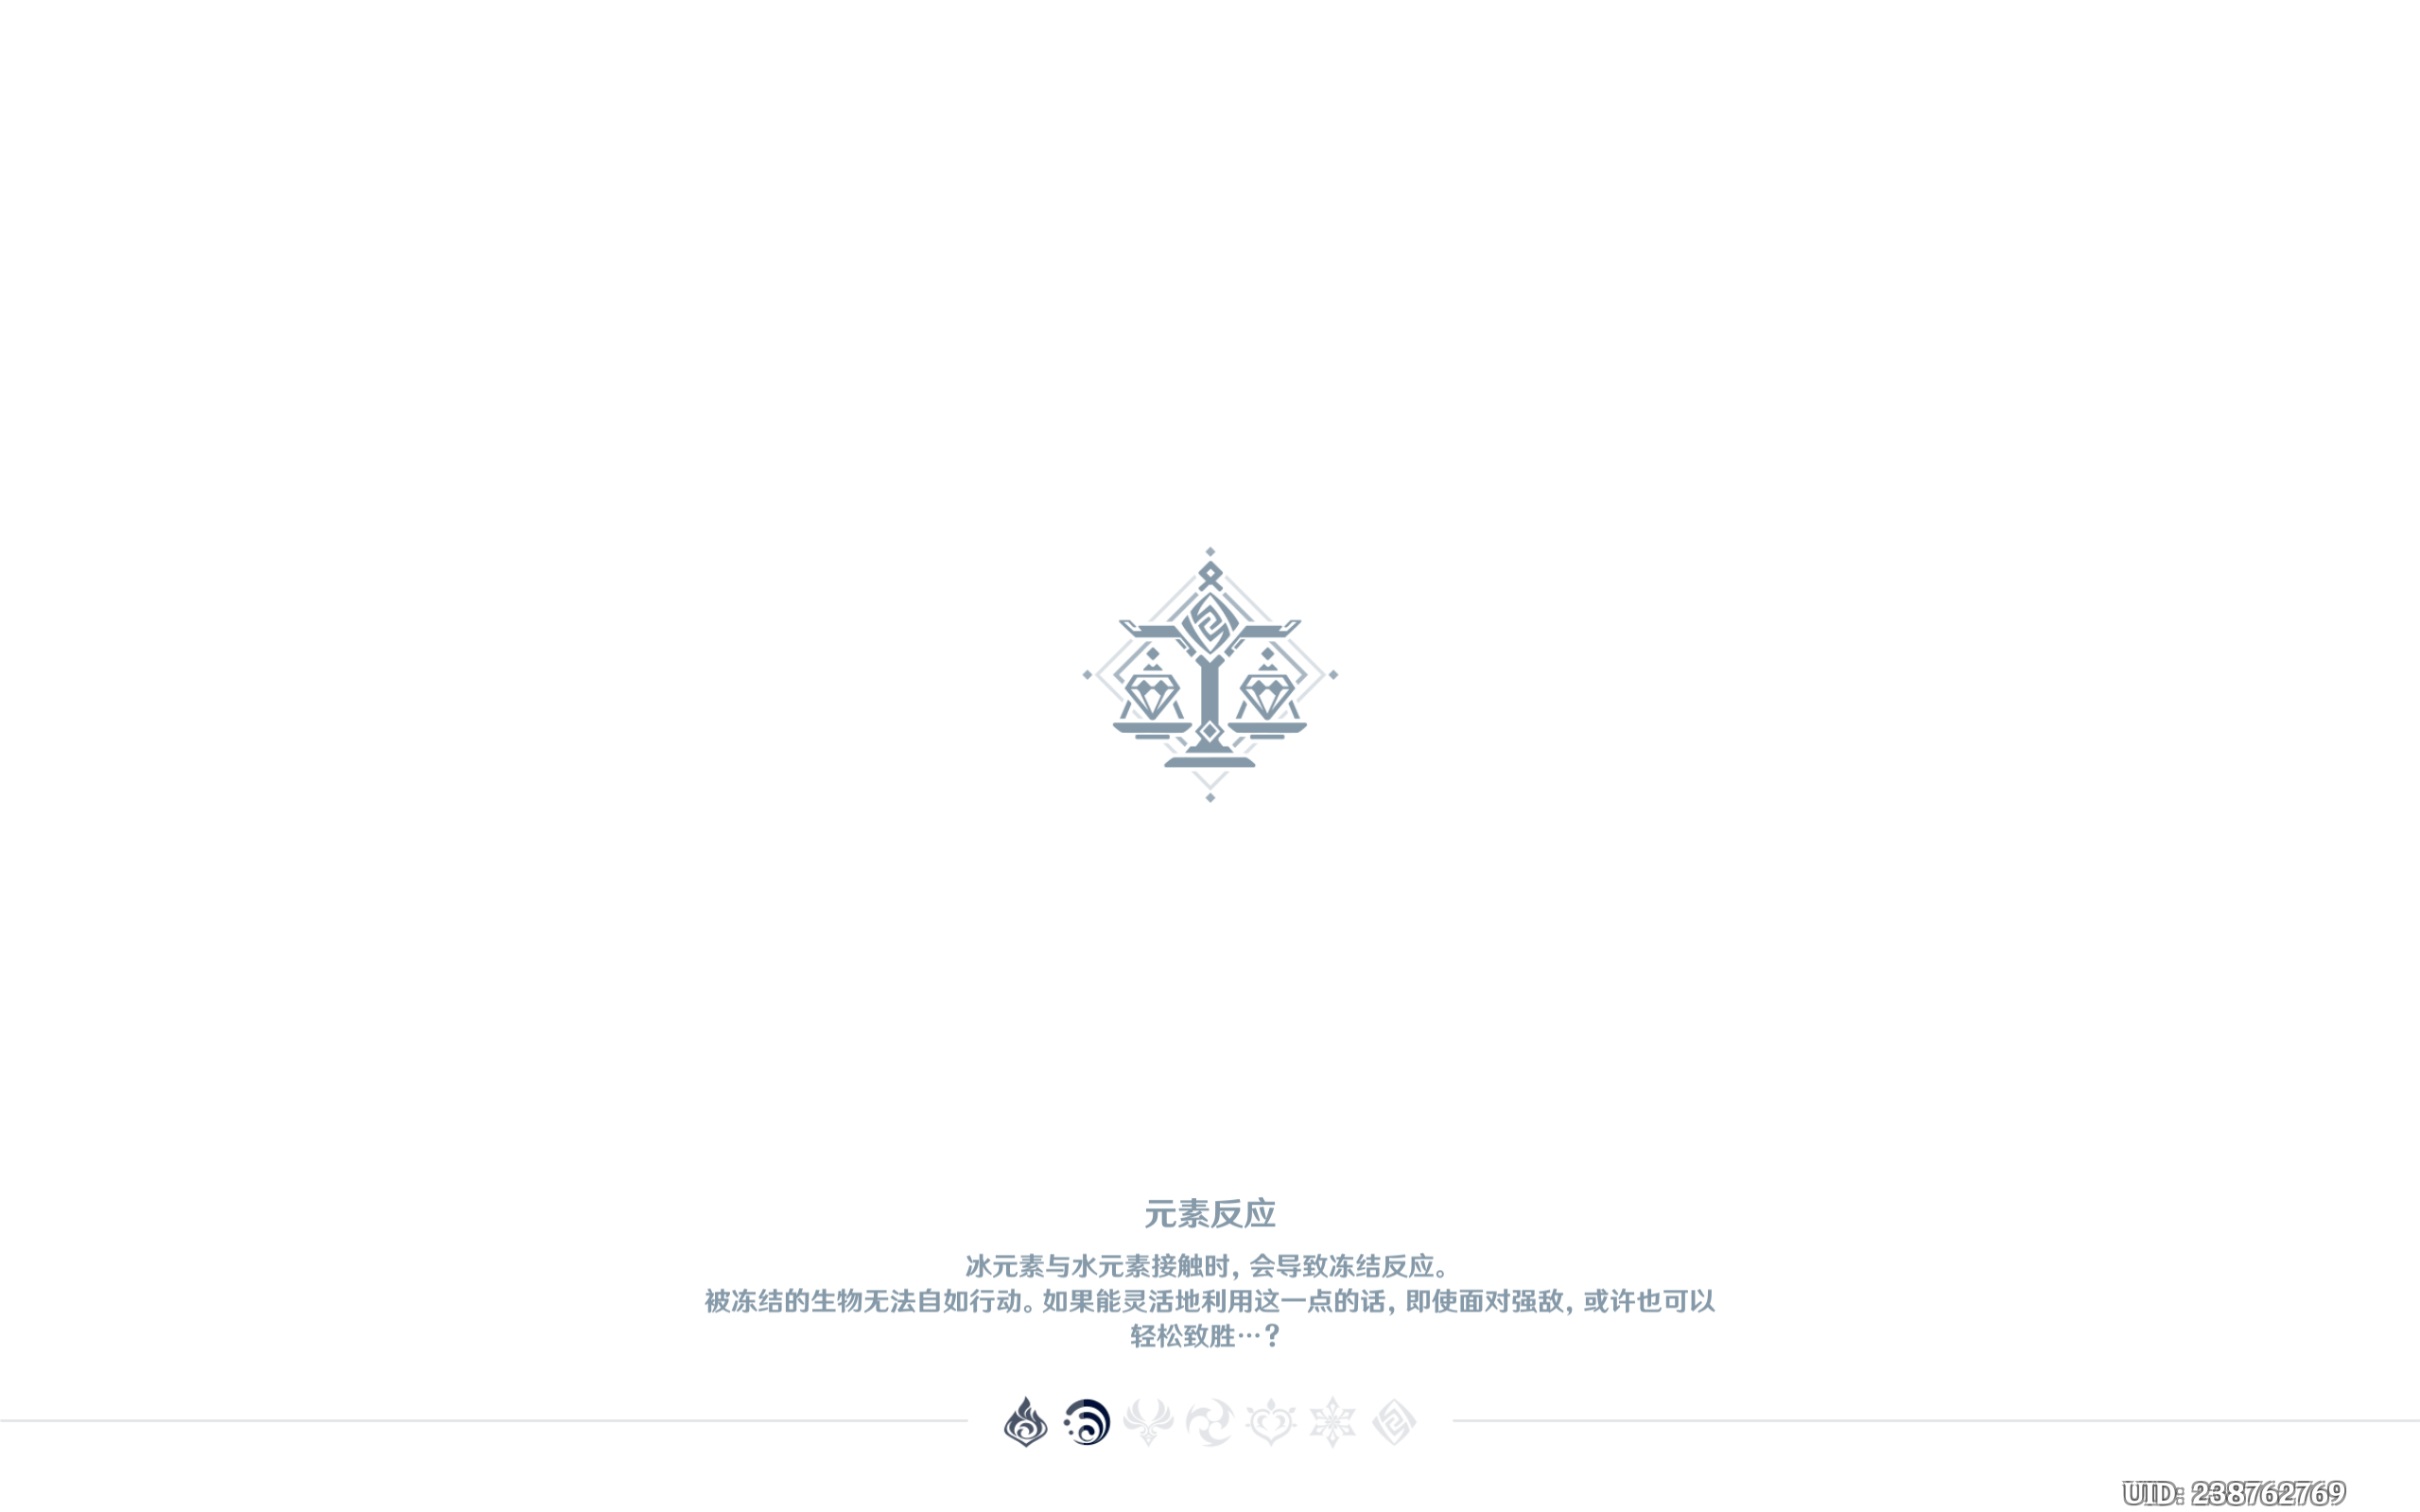 元素反应
冰元素与水元素接触时，会导致冻结反应。
被冻结的生物无法自如行动。如果能灵活地利用这一点的话，即使面对强敌，或许也可以
轻松致胜…？
UID: 238762769